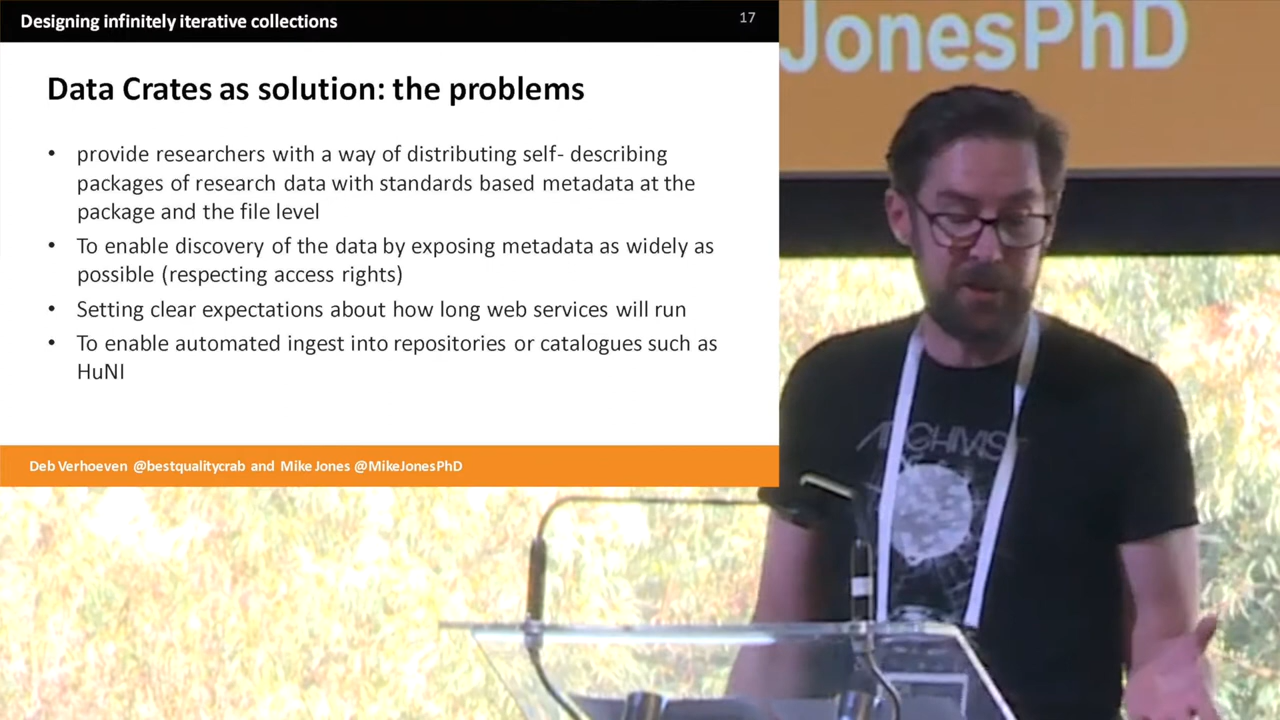 Designing infinitely iterative collections
17
Data Crates as solution: the problems
• provide researchers with a way of distributing self- describing
packages of research data with standards based metadata at the
package and the file level
• To enable discovery of the data by exposing metadata as widely as
possible (respecting access rights)
• Setting clear expectations about how long web services will run
• To enable automated ingest into repositories or catalogues such as
HuNI
Deb Verhoeven @bestqualitycrab and Mike Jones @MikeJonesPhD
JonesPhD
ARCHIVIST